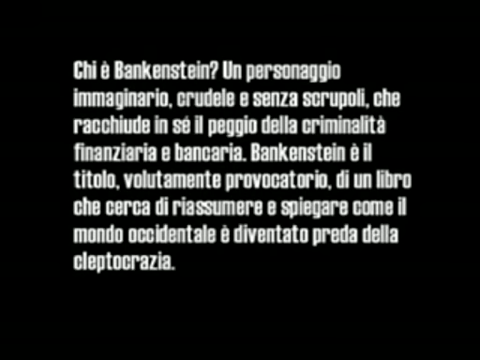 Chi è Bankenstein? Un personaggio
immaginario, crudele e senza scrupoli, che
racchiude in sé il peggio della criminalità
finanziaria e bancaria. Bankenstein è il
titolo, volutamente provocatorio, di un libro
che cerca di riassumere e spiegare come il
mondo occidentale è diventato preda della
cleptocrazia.